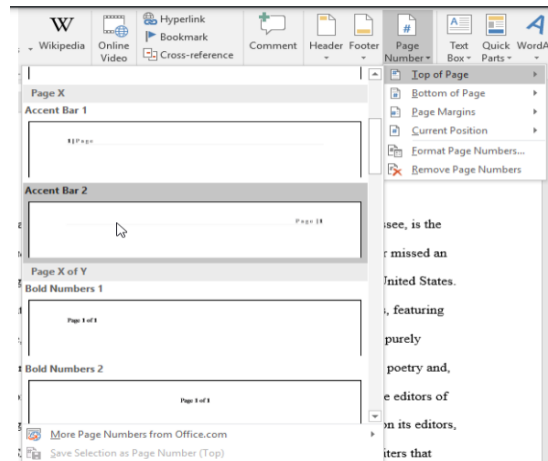 W
Wikipedia
Online Video
Hyperlink
Bookmark
Cross-reference
Comment
Header
Footer
#
Page Number
A
Text Box
Quick Parts
A
WordA
Top of Page
Bottom of Page
Page Margins
Current Position
Format Page Numbers...
Remove Page Numbers
Page X
Accent Bar 1
1 | Page
Accent Bar 2
Page | 1
Page X of Y
Bold Numbers 1
Page 1 of 1
Bold Numbers 2
Page 1 of 1
More Page Numbers from Office.com
Save Selection as Page Number (Top)
see, is the
missed an
United States.
, featuring
purely
poetry and,
editors of
on its editors,
that